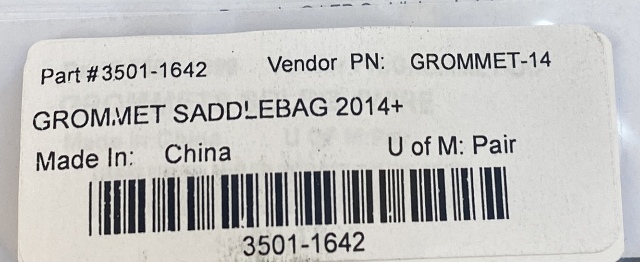 Part #3501-1642 Vendor PN: GROMMET-14
GROMMET SADDLEBAG 2014+
Made In: China U of M: Pair
3501-1642